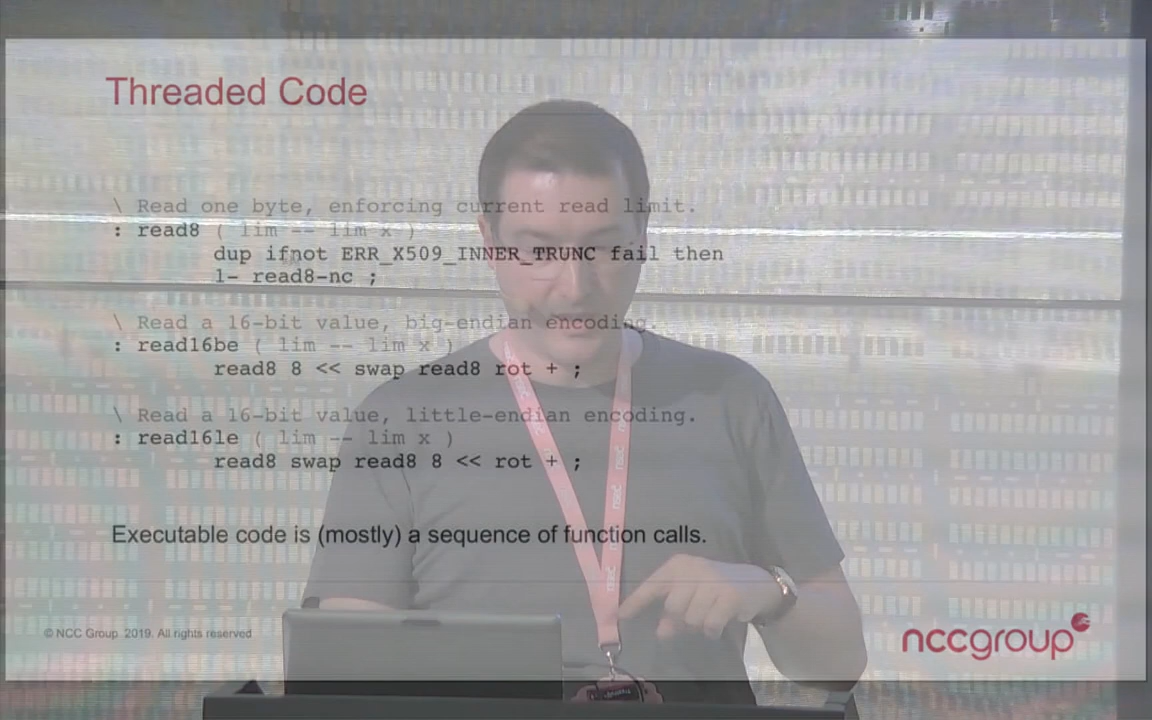 Threaded Code
\ Read one byte, enforcing current read limit.
: read8 ( lim -- lim x )
dup ifnot ERR_X509_INNER_TRUNC fail then
1- read8-nc ;
\ Read a 16-bit value, big-endian encoding.
: read16be ( lim -- lim x )
read8 8 << swap read8 rot + ;
\ Read a 16-bit value, little-endian encoding.
: read16le ( lim -- lim x )
read8 swap read8 8 << rot + ;
Executable code is (mostly) a sequence of function calls.
© NCC Group 2019. All rights reserved
nccgroup